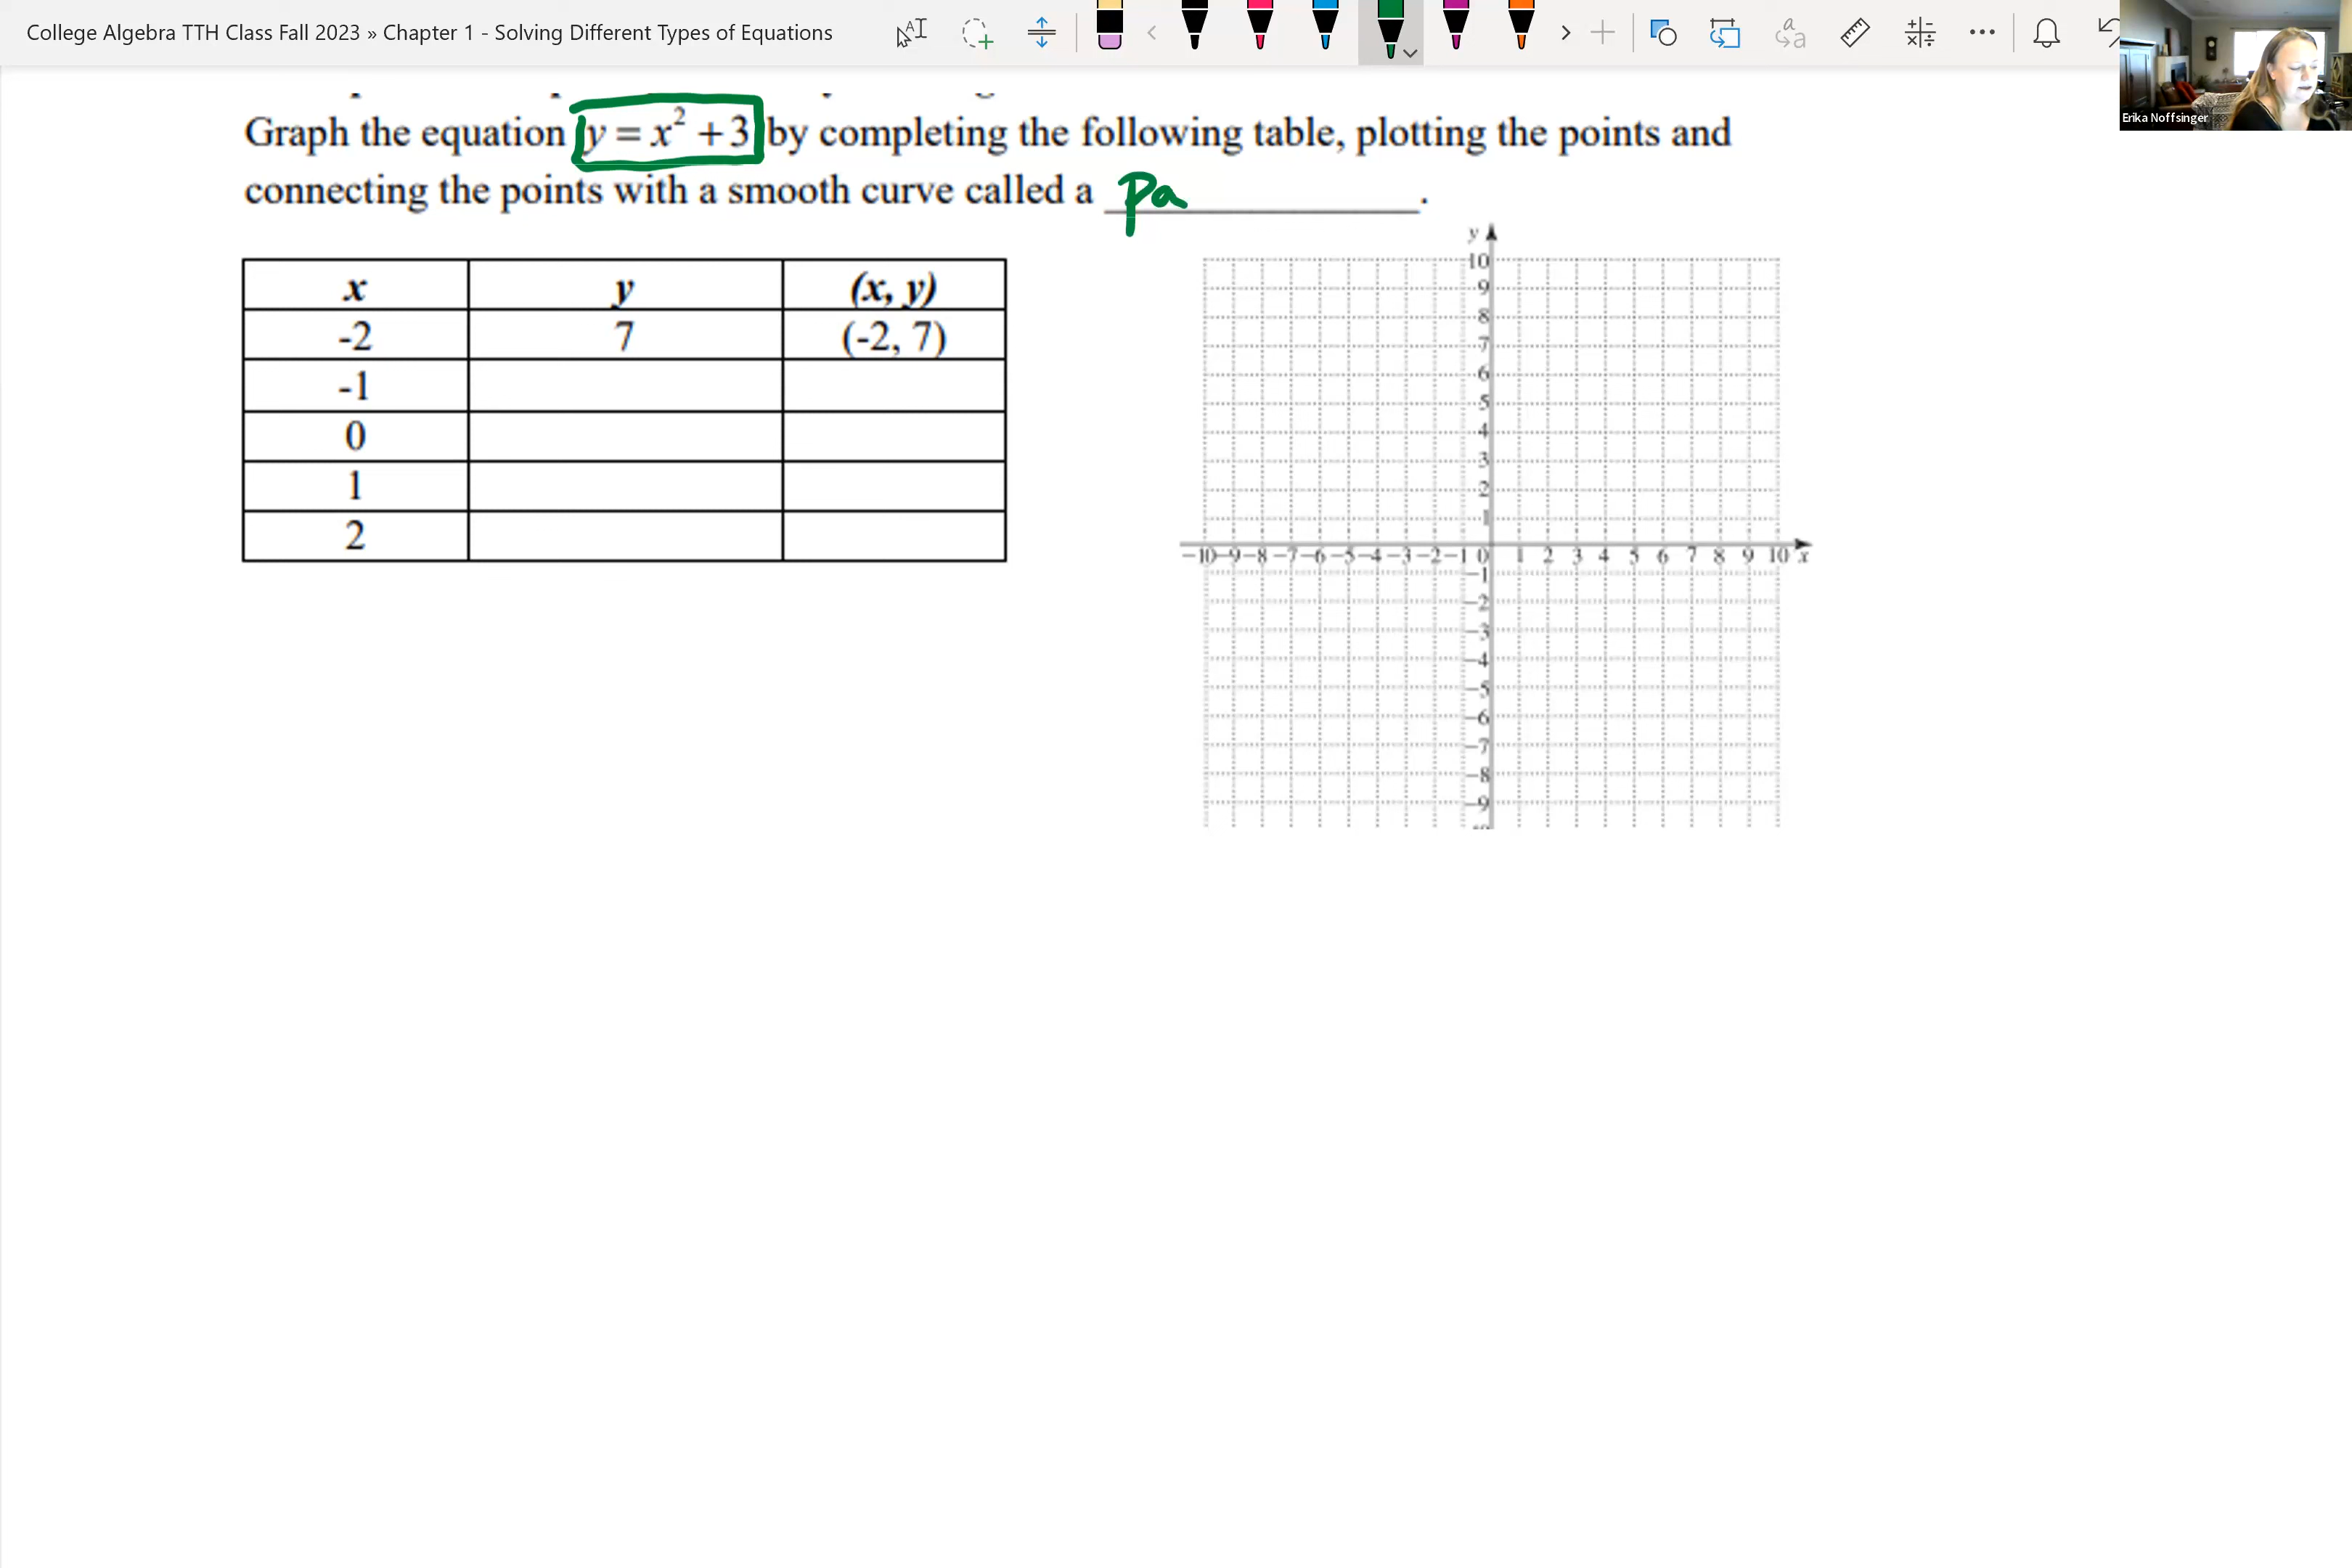 College Algebra TTH Class Fall 2023 » Chapter 1 - Solving Different Types of Equations
Erika Noffsinger
Graph the equation y = x² + 3 by completing the following table, plotting the points and
connecting the points with a smooth curve called a pa______.
x y (x, y)
-2 7 (-2, 7)
-1
0
1
2
y
10
9
8
7
6
5
4
3
2
1
-10 -9 -8 -7 -6 -5 -4 -3 -2 -1 0 1 2 3 4 5 6 7 8 9 10 x
-1
-2
-3
-4
-5
-6
-7
-8
-9